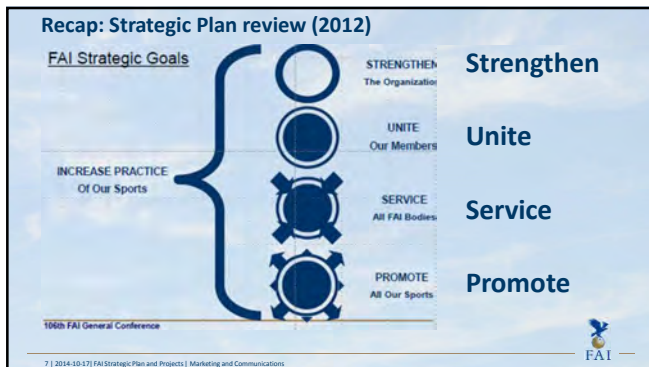 Recap: Strategic Plan review (2012)
FAI Strategic Goals
INCREASE PRACTICE
Of Our Sports
STRENGTHEN
The Organization
UNITE
Our Members
SERVICE
All FAI Bodies
PROMOTE
All Our Sports
Strengthen
Unite
Service
Promote
106th FAI General Conference
7 | 2014-10-17| FAI Strategic Plan and Projects | Marketing and Communications
FAI